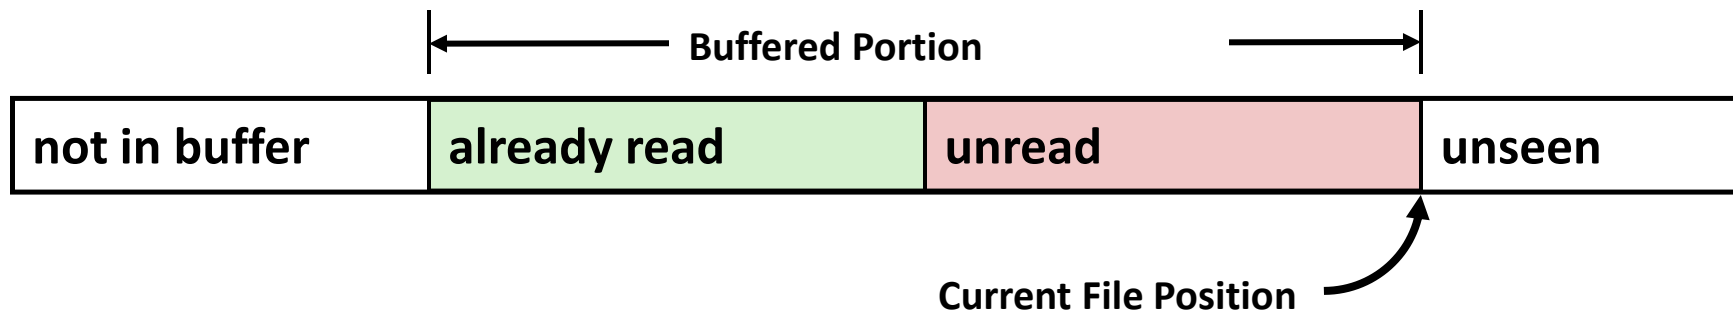 Buffered Portion
not in buffer already read unread unseen
Current File Position